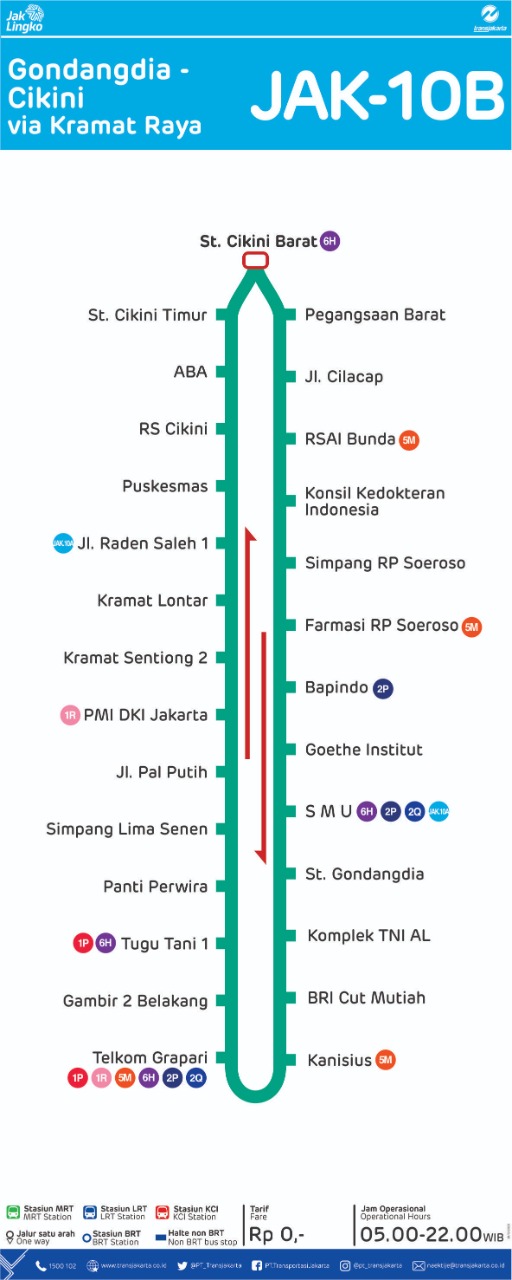 Jak
Lingko
transjakarta
Gondangdia -
Cikini
via Kramat Raya
JAK-10B
St. Cikini Barat 6H
St. Cikini Timur
ABA
RS Cikini
Puskesmas
JAK.10A Jl. Raden Saleh 1
Kramat Lontar
Kramat Sentiong 2
1R PMI DKI Jakarta
Jl. Pal Putih
Simpang Lima Senen
Panti Perwira
1P 6H Tugu Tani 1
Gambir 2 Belakang
Telkom Grapari
1P 1R 5M 6H 2P 2Q
Pegangsaan Barat
Jl. Cilacap
RSAI Bunda 5M
Konsil Kedokteran
Indonesia
Simpang RP Soeroso
Farmasi RP Soeroso 5M
Bapindo 2P
Goethe Institut
S M U 6H 2P 2Q JAK.10A
St. Gondangdia
Komplek TNI AL
BRI Cut Mutiah
Kanisius 5M
Stasiun MRT
MRT Station
Stasiun LRT
LRT Station
Stasiun KCI
KCI Station
Jalur satu arah
One way
Stasiun BRT
BRT Station
Halte non BRT
Non BRT bus stop
Tarif
Fare
Rp 0,-
Jam Operasional
Operational Hours
05.00-22.00 WIB
1500 102
www.transjakarta.co.id
@PT_Transjakarta
PT.Transportasi Jakarta
@pt_transjakarta
naiktije@transjakarta.co.id